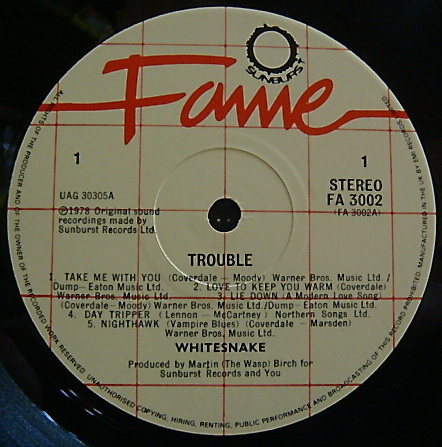 SUNBURST
Fame
1
1
UAG 30305A
STEREO
FA 3002
(FA 3002A)
℗1978 Original sound
recordings made by
Sunburst Records Ltd.
TROUBLE
1. TAKE ME WITH YOU (Coverdale – Moody) Warner Bros. Music Ltd./
Dump–Eaton Music Ltd. 2. LOVE TO KEEP YOU WARM (Coverdale)
Warner Bros. Music Ltd. 3. LIE DOWN (A Modern Love Song)
(Coverdale–Moody) Warner Bros. Music Ltd./Dump–Eaton Music Ltd.
4. DAY TRIPPER (Lennon – McCartney) Northern Songs Ltd.
5. NIGHTHAWK (Vampire Blues) (Coverdale – Marsden)
Warner Bros. Music Ltd.
WHITESNAKE
Produced by Martin (The Wasp) Birch for
Sunburst Records and You
ALL RIGHTS OF THE PRODUCER AND OF THE OWNER OF THE RECORDED WORK RESERVED. UNAUTHORISED COPYING, HIRING, RENTING, PUBLIC PERFORMANCE AND BROADCASTING OF THIS RECORD PROHIBITED. MANUFACTURED IN THE UK BY EMI RECORDS